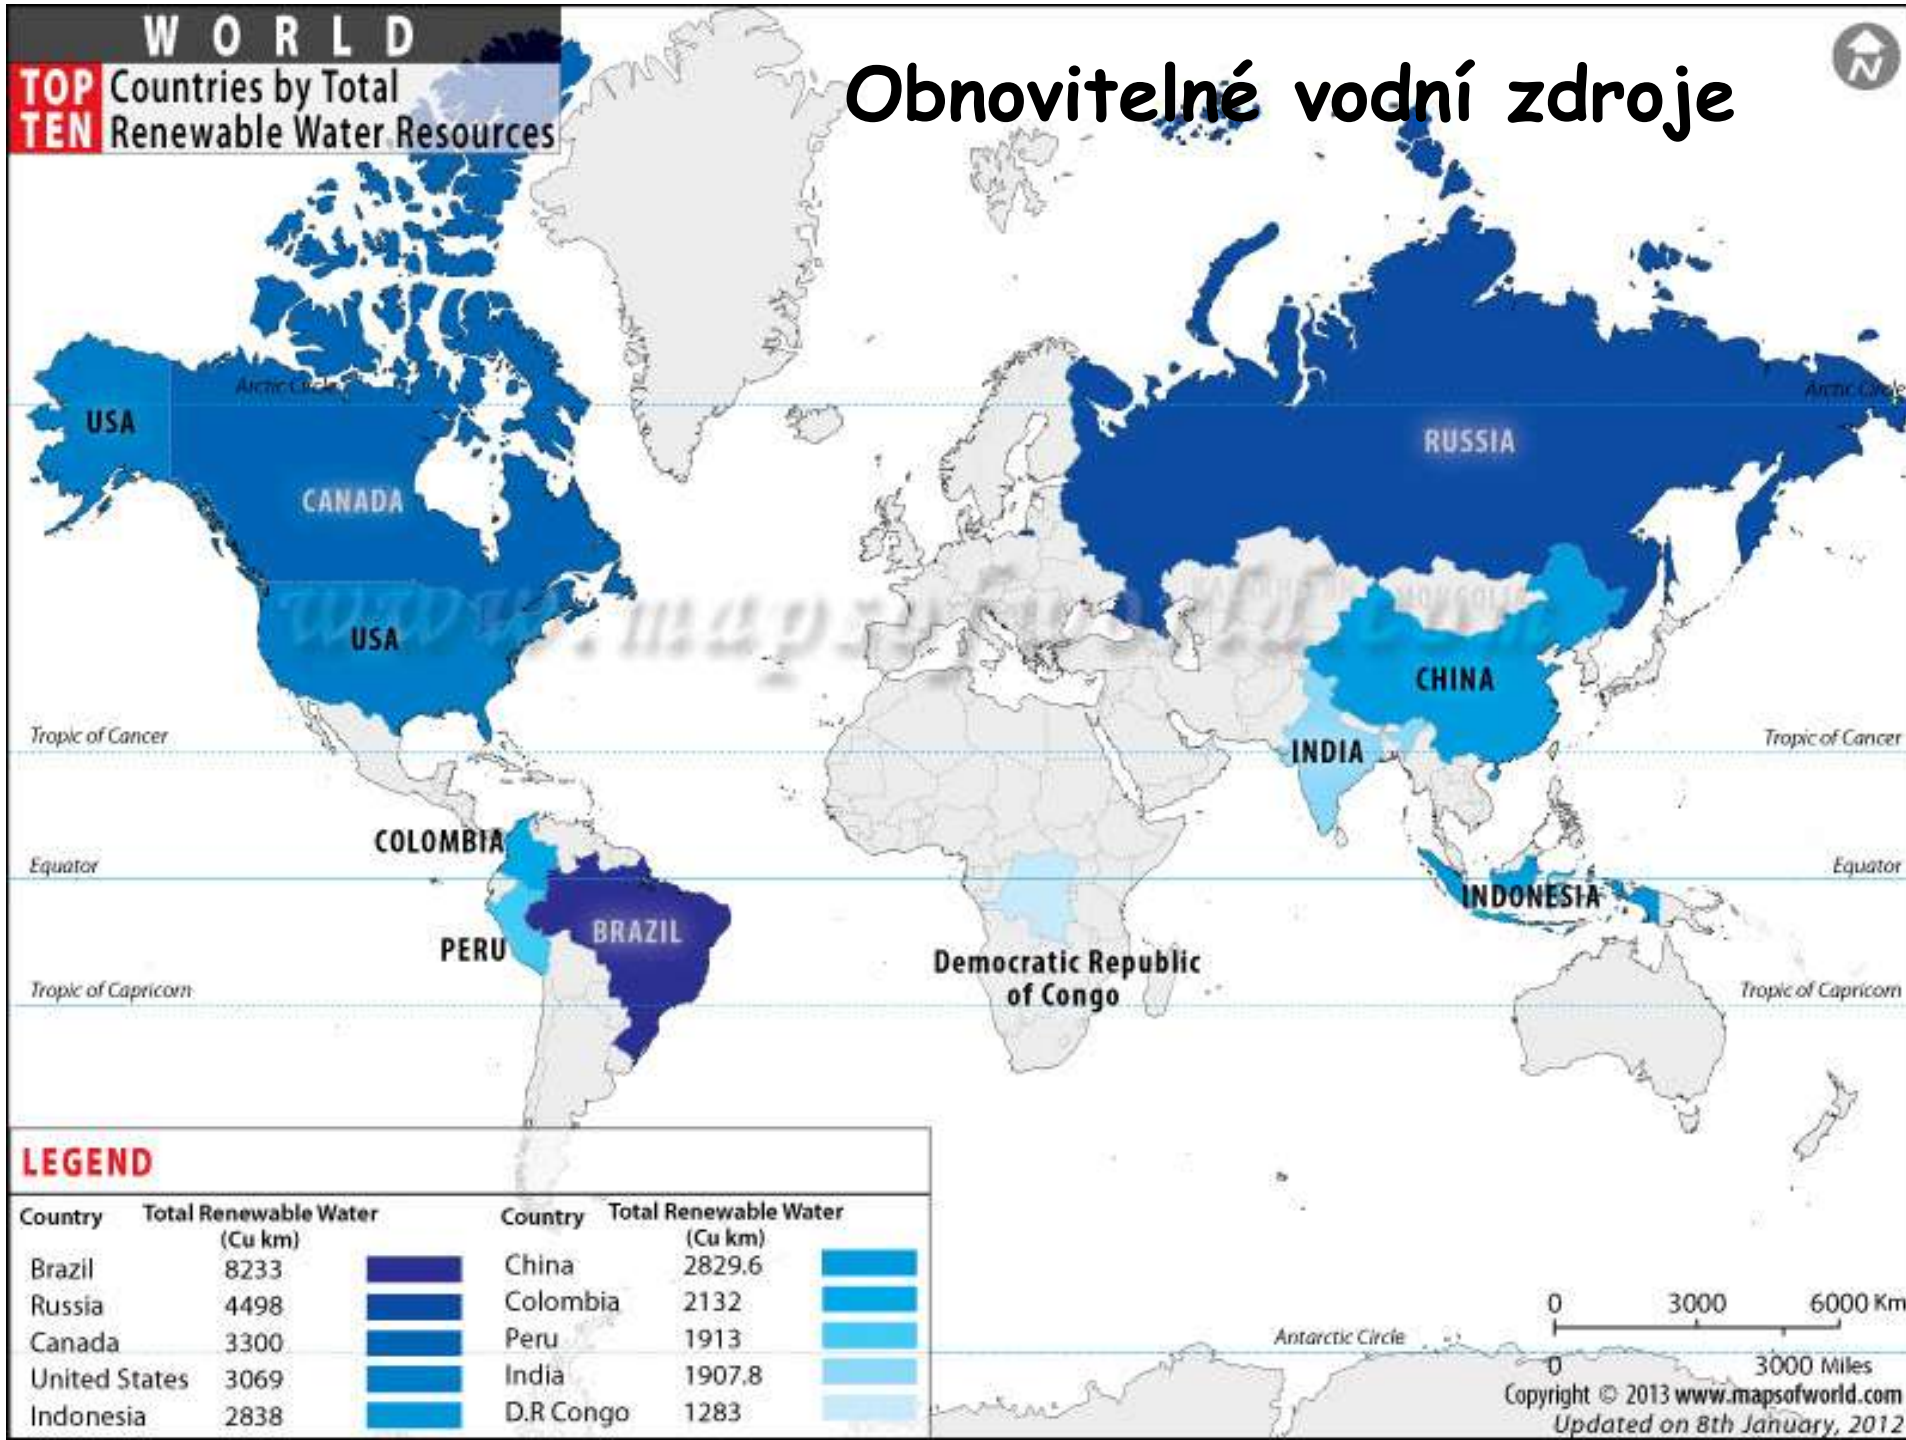 WORLD
TOP TEN Countries by Total
Renewable Water Resources
Obnovitelné vodní zdroje
N
Arctic Circle
Arctic Circle
USA
RUSSIA
CANADA
KAZAKHSTAN
MONGOLIA
www.mapsofworld.com
USA
CHINA
Tropic of Cancer
Tropic of Cancer
INDIA
COLOMBIA
Equator
Equator
INDONESIA
BRAZIL
PERU
Democratic Republic
of Congo
Tropic of Capricorn
Tropic of Capricorn
LEGEND
Country Total Renewable Water (Cu km)
Brazil 8233
Russia 4498
Canada 3300
United States 3069
Indonesia 2838
Country Total Renewable Water (Cu km)
China 2829.6
Colombia 2132
Peru 1913
India 1907.8
D.R Congo 1283
0 3000 6000 Km
Antarctic Circle
0 3000 Miles
Copyright © 2013 www.mapsofworld.com
Updated on 8th January, 2012